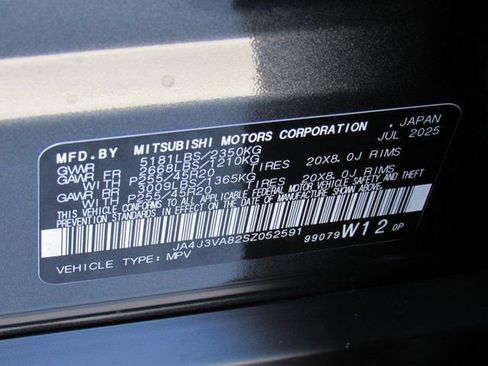 MFD.BY MITSUBISHI MOTORS CORPORATION , JAPAN
JUL 2025
GVWR 5181LBS/2350KG
GAWR FR 2668LBS/1210KG
WITH P255/45R20 TIRES 20X8.0J RIMS
GAWR RR 3009LBS/1365KG
WITH P255/45R20 TIRES 20X8.0J RIMS
THIS VEHICLE CONFORMS TO ALL APPLICABLE FEDERAL MOTOR VEHICLE SAFETY AND THEFT
PREVENTION STANDARDS IN EFFECT ON THE DATE OF MANUFACTURE SHOWN ABOVE.
JA4J3VA82SZ052591
99079 W12 0P
VEHICLE TYPE: MPV